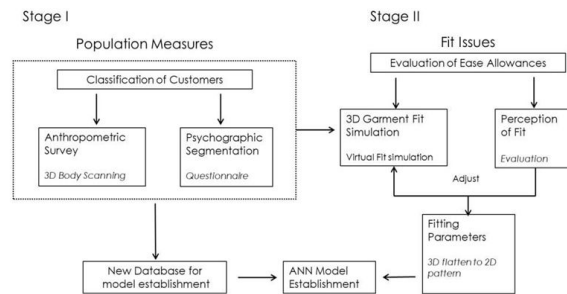 Stage I
Stage II
Population Measures
Fit Issues
Classification of Customers
Evaluation of Ease Allowances
Anthropometric
Survey
3D Body Scanning
Psychographic
Segmentation
Questionnaire
3D Garment Fit
Simulation
Virtual Fit simulation
Perception
of Fit
Evaluation
Adjust
Fitting
Parameters
3D flatten to 2D
pattern
New Database for
model establishment
ANN Model
Establishment